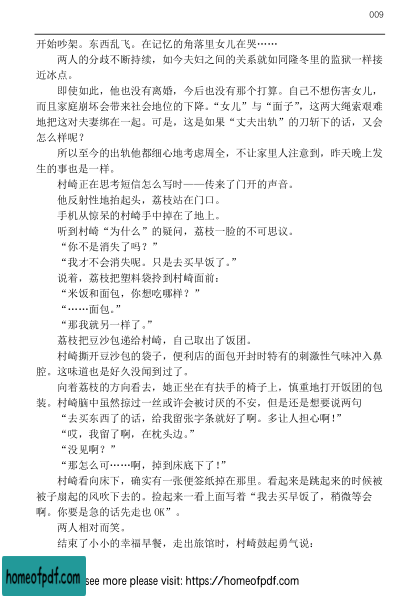 009
开始吵架。东西乱飞。在记忆的角落里女儿在哭……
两人的分歧不断持续，如今夫妇之间的关系就如同隆冬里的监狱一样接
近冰点。
即使如此，他也没有离婚，今后也没有那个打算。自己不想伤害女儿，
而且家庭崩坏会带来社会地位的下降。“女儿”与“面子”，这两大绳索艰难
地把这对夫妻绑在一起。可是，这是如果“丈夫出轨”的刀斩下的话，又会
怎么样呢？
所以至今的出轨他都细心地考虑周全，不让家里人注意到，昨天晚上发
生的事也是一样。
村崎正在思考短信怎么写时——传来了门开的声音。
他反射性地抬起头，荔枝站在门口。
手机从惊呆的村崎手中掉在了地上。
听到村崎“为什么”的疑问，荔枝一脸的不可思议。
“你不是消失了吗？”
“我才不会消失呢。只是去买早饭了。”
说着，荔枝把塑料袋拎到村崎面前：
“米饭和面包，你想吃哪样？”
“……面包。”
“那我就另一样了。”
荔枝把豆沙包递给村崎，自己取出了饭团。
村崎撕开豆沙包的袋子，便利店的面包开封时特有的刺激性气味冲入鼻
腔。这味道也是好久没闻到过了。
向着荔枝的方向看去，她正坐在有扶手的椅子上，慎重地打开饭团的包
装。村崎脑中虽然掠过一丝或许会被讨厌的不安，但是还是想要说两句
“去买东西了的话，给我留张字条就好了啊。多让人担心啊！”
“哎，我留了啊，在枕头边。”
“没见啊？”
“那怎么可……啊，掉到床底下了！”
村崎看向床下，确实有一张便签纸掉在那里。看起来是跳起来的时候被
被子扇起的风吹下去的。捡起来一看上面写着“我去买早饭了，稍微等会
啊。你要是急的话先走也 OK”。
两人相对而笑。
结束了小小的幸福早餐，走出旅馆时，村崎鼓起勇气说：
homeofpdf.com
see more please visit: https://homeofpdf.com